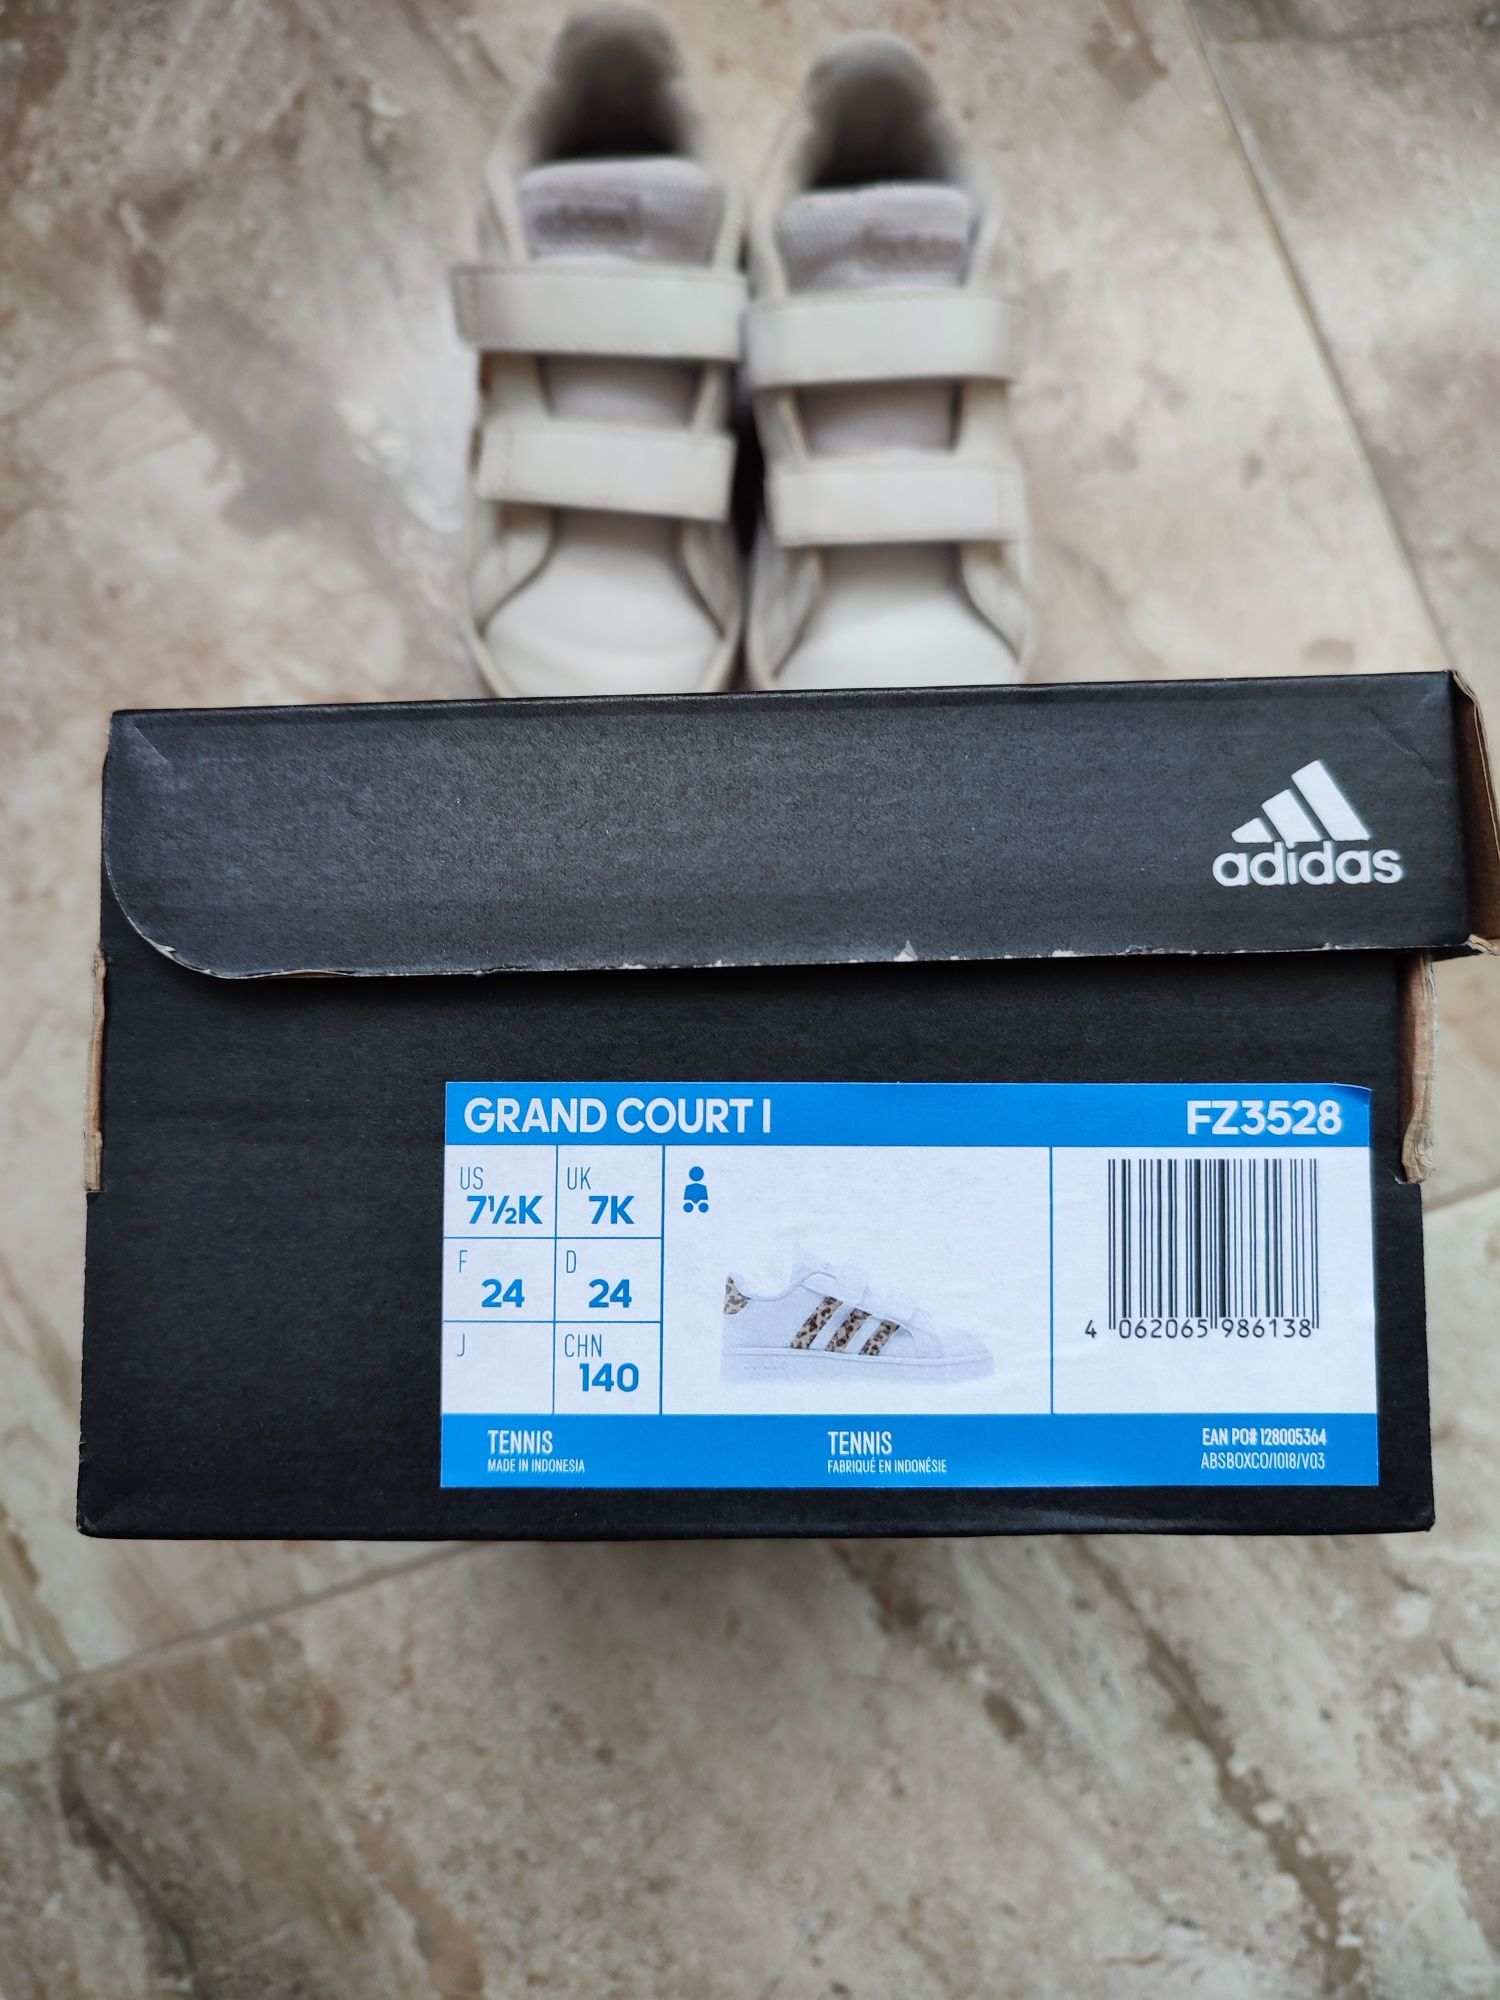 adidas
GRAND COURT I
FZ3528
US
7½K
UK
7K
F
24
D
24
J
CHN
140
4 062065 986138
TENNIS
MADE IN INDONESIA
TENNIS
FABRIQUÉ EN INDONÉSIE
EAN PO# 128005364
ABSBOXCO/1018/V03